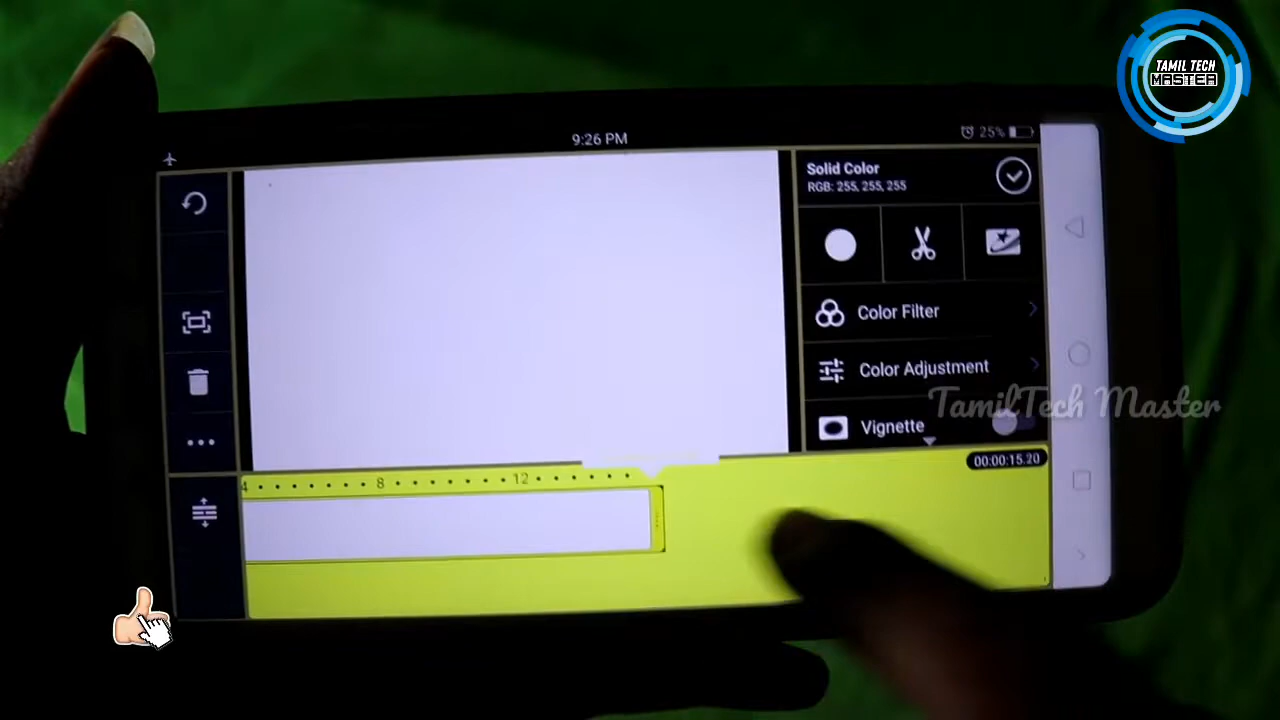 TAMIL TECH
MASTER
9:26 PM
25%
Solid Color
RGB: 255, 255, 255
Color Filter
Color Adjustment
TamilTech Master
Vignette
00:00:15.20
4
8
12